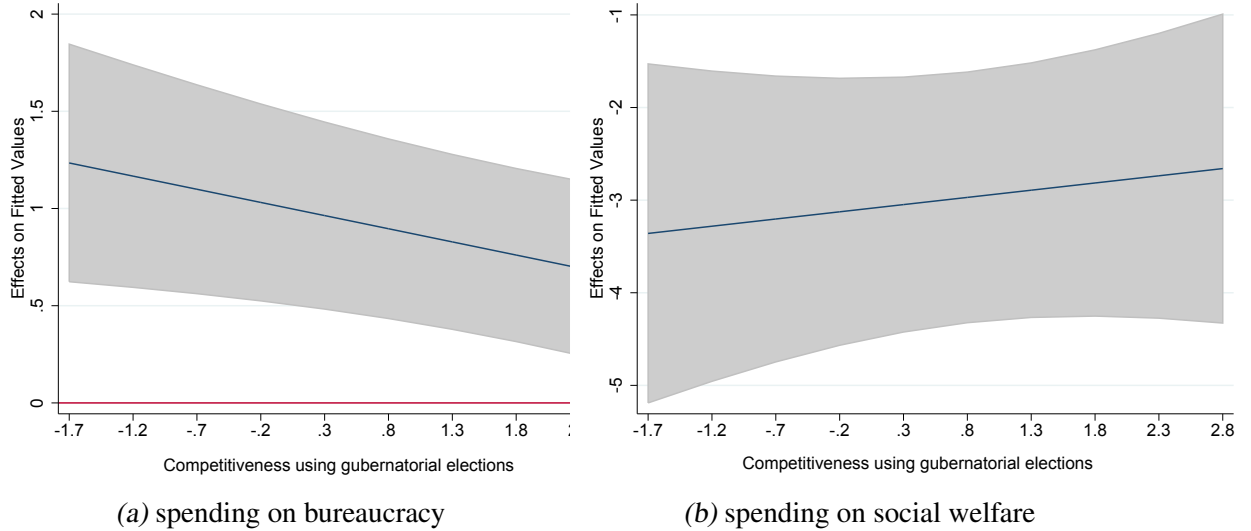 2
1.5
1
.5
0
Effects on Fitted Values
-1.7 -1.2 -.7 -.2 .3 .8 1.3 1.8
Competitiveness using gubernatorial elections
(a) spending on bureaucracy
-1
-2
-3
-4
-5
Effects on Fitted Values
-1.7 -1.2 -.7 -.2 .3 .8 1.3 1.8 2.3 2.8
Competitiveness using gubernatorial elections
(b) spending on social welfare